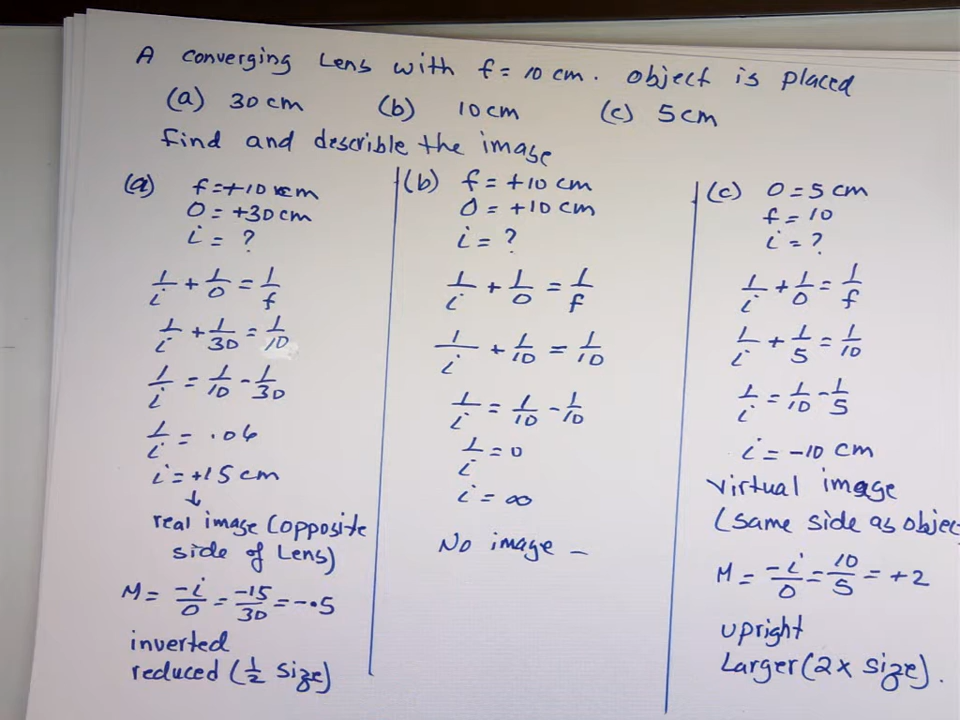 A converging Lens with f = 10 cm. object is placed
(a) 30 cm (b) 10 cm (c) 5 cm
find and describle the image
(a) f = +10 cm
O = +30 cm
i = ?
1/i + 1/O = 1/f
1/i + 1/30 = 1/10
1/i = 1/10 - 1/30
1/i = .06
i = +15 cm
↓
real image (opposite
side of Lens)
M = -i/O = -15/30 = -.5
inverted
reduced (1/2 size)
(b) f = +10 cm
O = +10 cm
i = ?
1/i + 1/O = 1/f
1/i + 1/10 = 1/10
1/i = 1/10 - 1/10
1/i = 0
i = ∞
No image -
(c) O = 5 cm
f = 10
i = ?
1/i + 1/O = 1/f
1/i + 1/5 = 1/10
1/i = 1/10 - 1/5
i = -10 cm
virtual image
(same side as objec
M = -i/O = 10/5 = +2
upright
Larger (2x size).